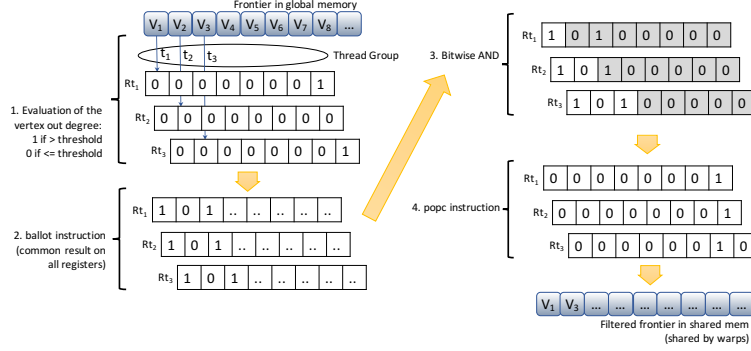 Frontier in global memory
V1 V2 V3 V4 V5 V6 V7 V8 ...
t1 t2 t3
Thread Group
Rt1 0 0 0 0 0 0 0 1
Rt2 0 0 0 0 0 0 0 0
Rt3 0 0 0 0 0 0 0 1
1. Evaluation of the
vertex out degree:
1 if > threshold
0 if <= threshold
Rt1 1 0 1 .. .. .. .. ..
Rt2 1 0 1 .. .. .. .. ..
Rt3 1 0 1 .. .. .. .. ..
2. ballot instruction
(common result on
all registers)
3. Bitwise AND
Rt1 1 0 1 0 0 0 0 0
Rt2 1 0 1 0 0 0 0 0
Rt3 1 0 1 0 0 0 0 0
4. popc instruction
Rt1 0 0 0 0 0 0 0 1
Rt2 0 0 0 0 0 0 0 1
Rt3 0 0 0 0 0 0 1 0
V1 V3 ... ... ... ... ... ... ...
Filtered frontier in shared mem
(shared by warps)